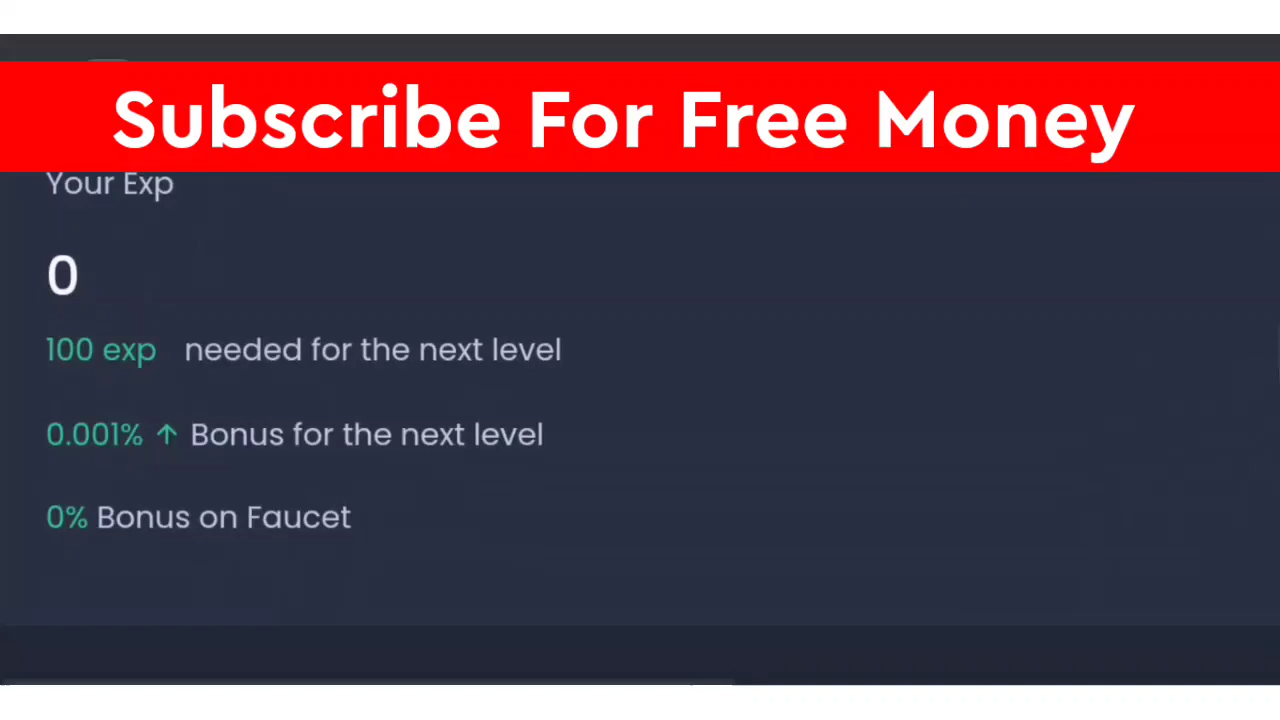 Subscribe For Free Money
Your Exp
0
100 exp needed for the next level
0.001% ↑ Bonus for the next level
0% Bonus on Faucet